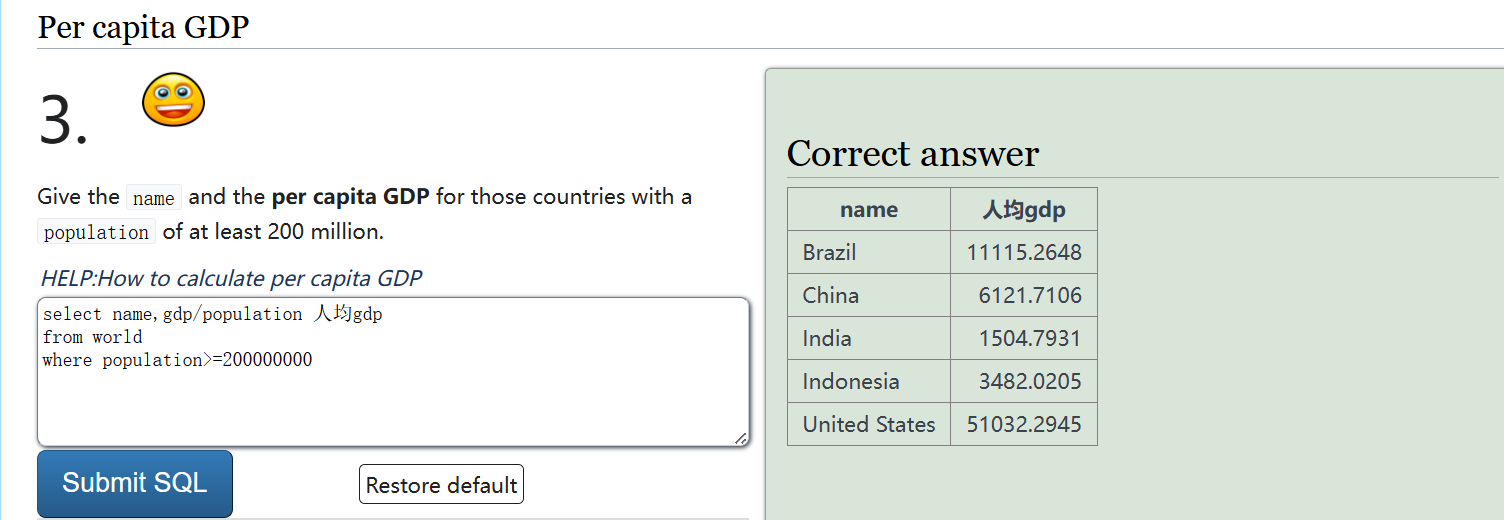 Per capita GDP
3.
Give the name and the per capita GDP for those countries with a
population of at least 200 million.
HELP:How to calculate per capita GDP
select name,gdp/population 人均gdp
from world
where population>=200000000
Submit SQL
Restore default
Correct answer
name 人均gdp
Brazil 11115.2648
China 6121.7106
India 1504.7931
Indonesia 3482.0205
United States 51032.2945